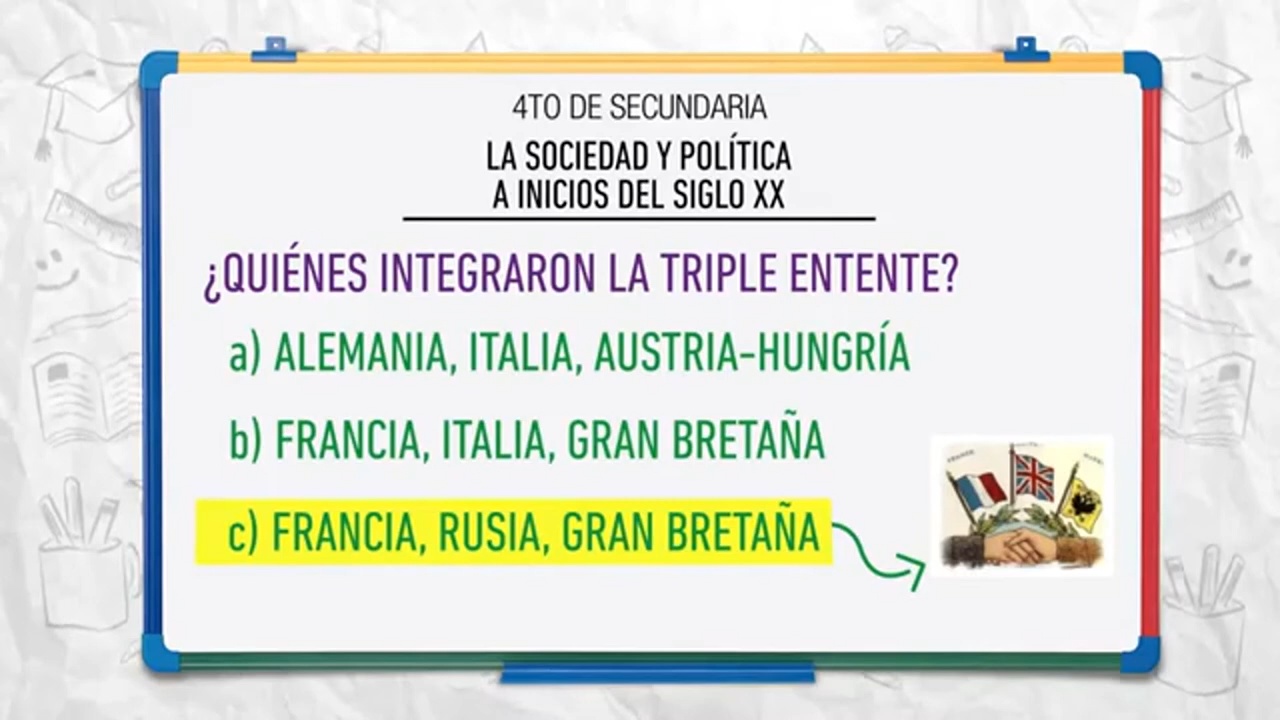 4TO DE SECUNDARIA
LA SOCIEDAD Y POLÍTICA
A INICIOS DEL SIGLO XX
¿QUIÉNES INTEGRARON LA TRIPLE ENTENTE?
a) ALEMANIA, ITALIA, AUSTRIA-HUNGRÍA
b) FRANCIA, ITALIA, GRAN BRETAÑA
c) FRANCIA, RUSIA, GRAN BRETAÑA